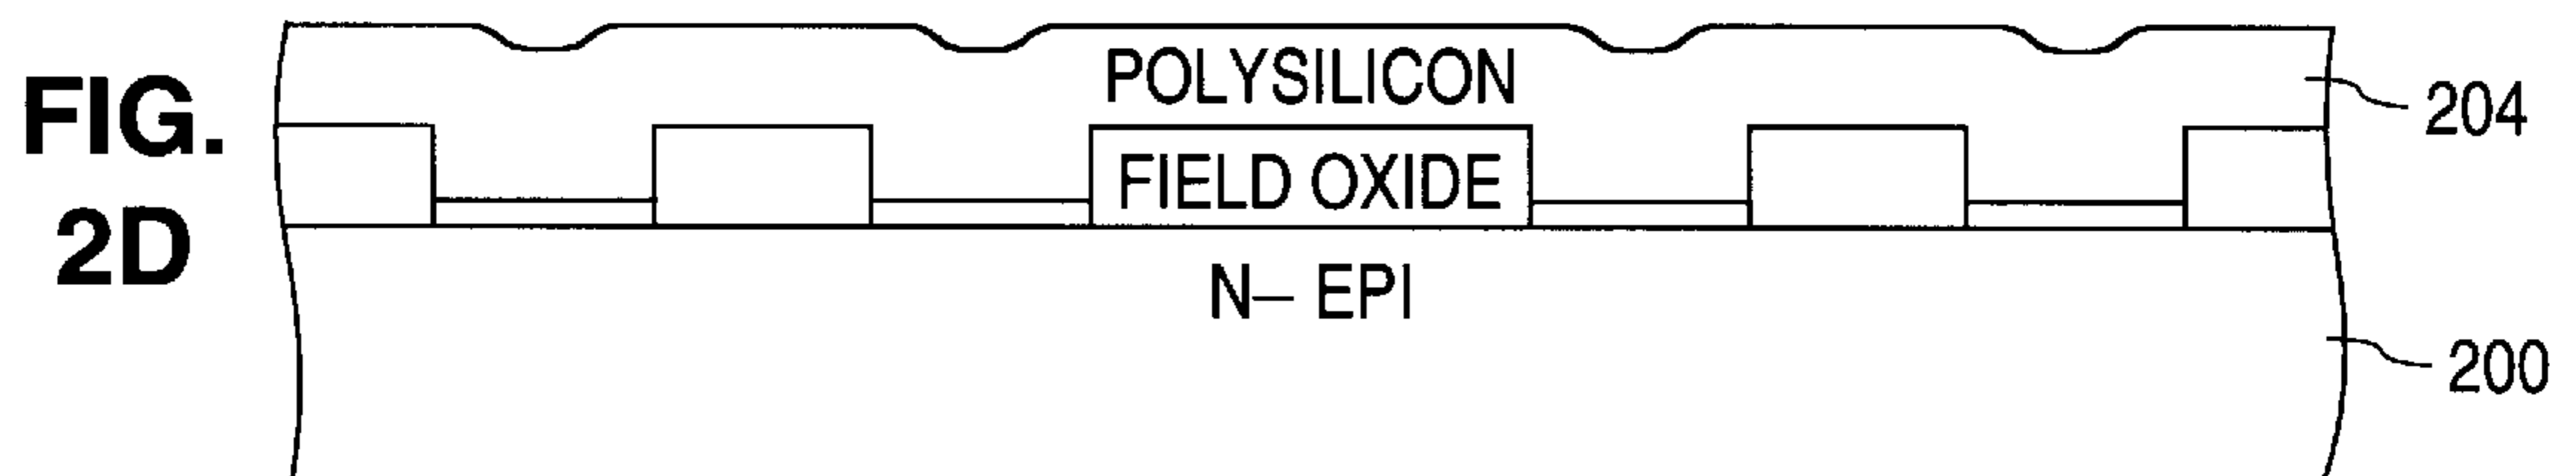 FIG.
2D
POLYSILICON
204
FIELD OXIDE
N– EPI
200